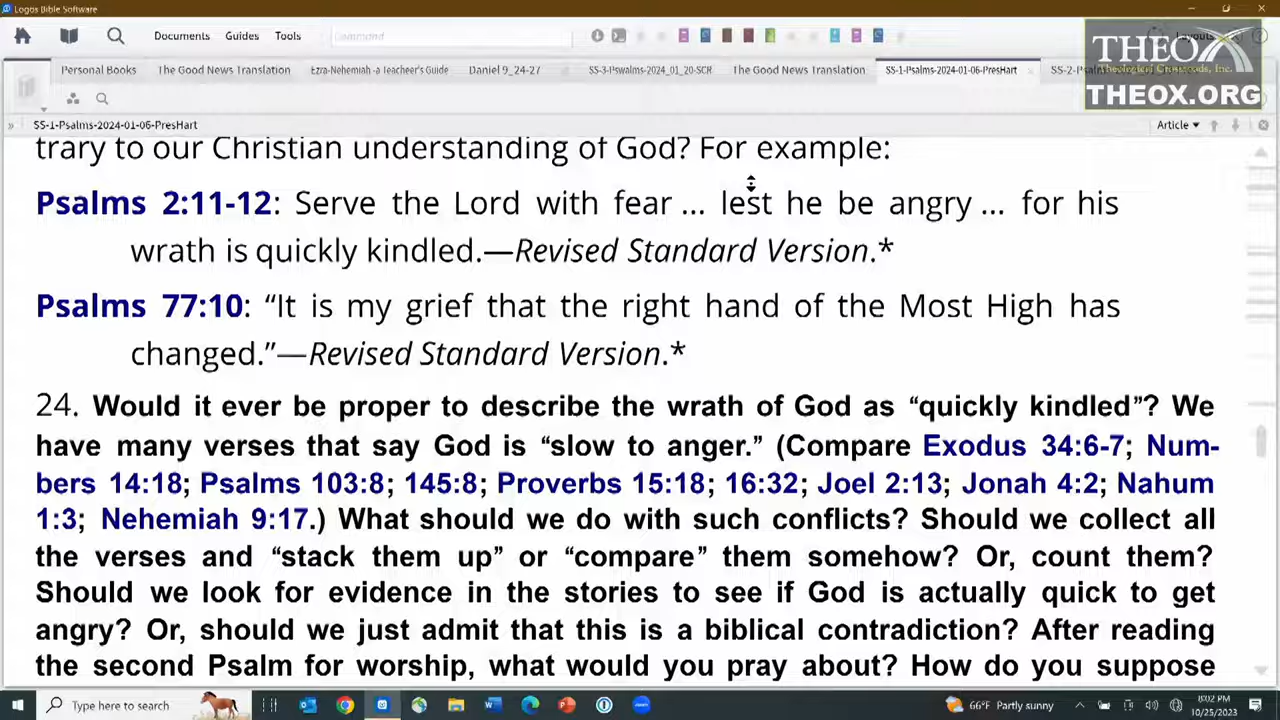 Logos Bible Software
Documents Guides Tools Command
THEOX
Theological Crossroads, Inc.
THEOX.ORG
Personal Books The Good News Translation Daniel 9, 24-27 The Good News Translation SS-1-Psalms-2024-01-06-PresHart
SS-1-Psalms-2024-01-06-PresHart Article
trary to our Christian understanding of God? For example:
Psalms 2:11-12: Serve the Lord with fear … lest he be angry … for his
wrath is quickly kindled.—Revised Standard Version.*
Psalms 77:10: “It is my grief that the right hand of the Most High has
changed.”—Revised Standard Version.*
24. Would it ever be proper to describe the wrath of God as “quickly kindled”? We
have many verses that say God is “slow to anger.” (Compare Exodus 34:6-7; Num-
bers 14:18; Psalms 103:8; 145:8; Proverbs 15:18; 16:32; Joel 2:13; Jonah 4:2; Nahum
1:3; Nehemiah 9:17.) What should we do with such conflicts? Should we collect all
the verses and “stack them up” or “compare” them somehow? Or, count them?
Should we look for evidence in the stories to see if God is actually quick to get
angry? Or, should we just admit that this is a biblical contradiction? After reading
the second Psalm for worship, what would you pray about? How do you suppose
Type here to search 66°F Partly sunny 8:02 PM
10/25/2023